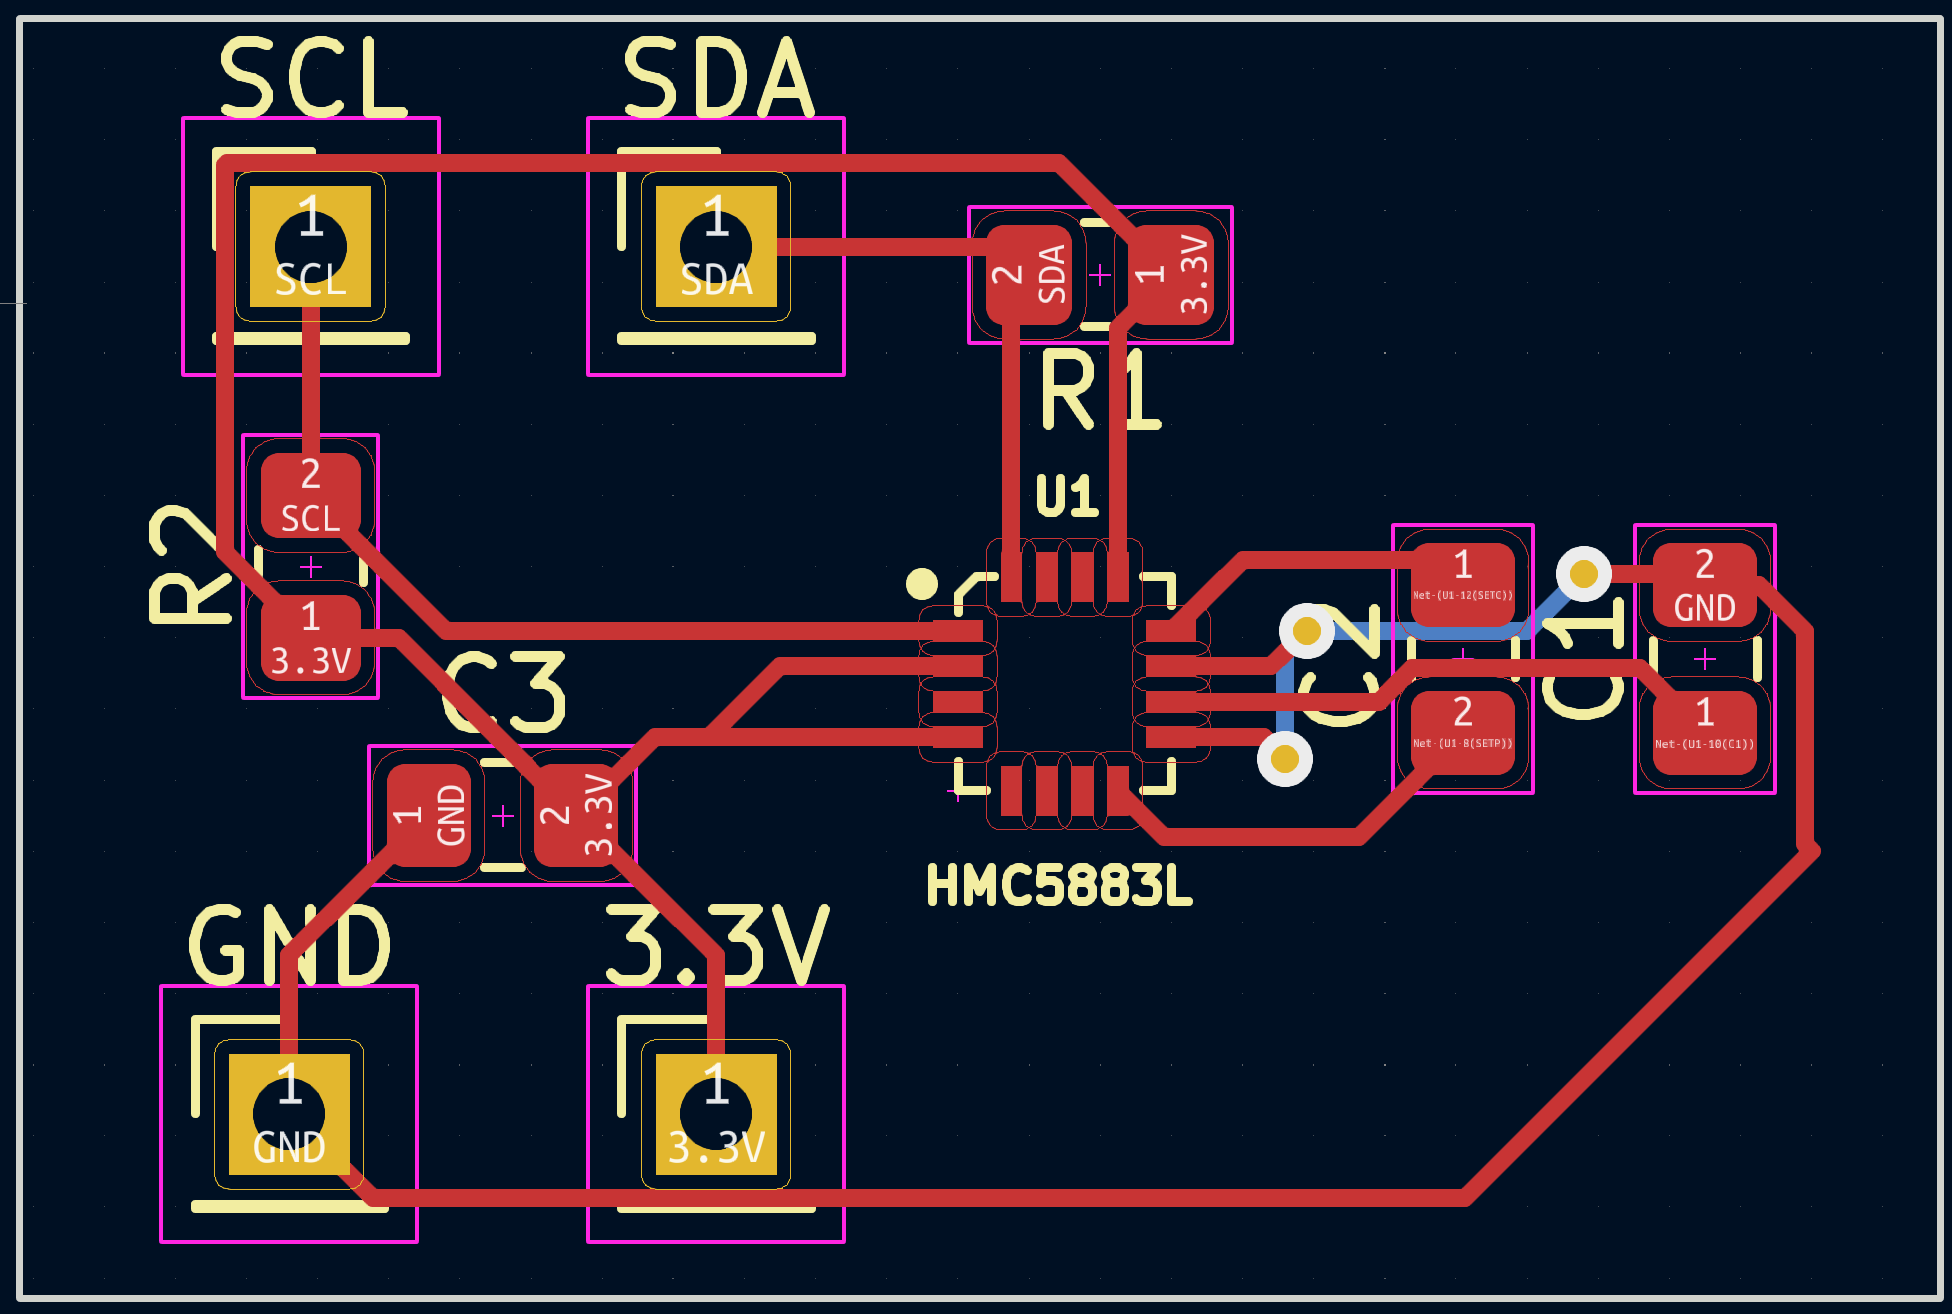 SCL
SDA
1
SCL
1
SDA
2
SDA
1
3.3V
R1
2
SCL
R2
1
3.3V
U1
C3
1
GND
2
3.3V
HMC5883L
1
Net-(U1-12(SETC))
C2
2
Net-(U1-8(SETP))
C1
2
GND
1
Net-(U1-10(C1))
GND
3.3V
1
GND
1
3.3V